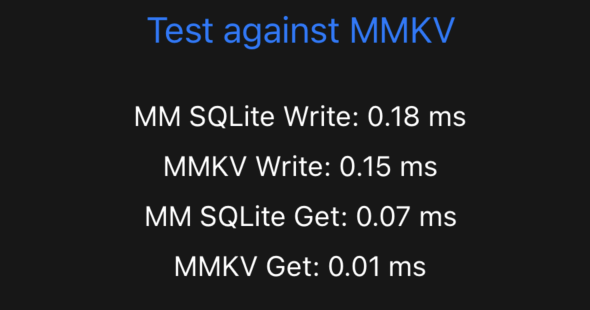 Test against MMKV
MM SQLite Write: 0.18 ms
MMKV Write: 0.15 ms
MM SQLite Get: 0.07 ms
MMKV Get: 0.01 ms